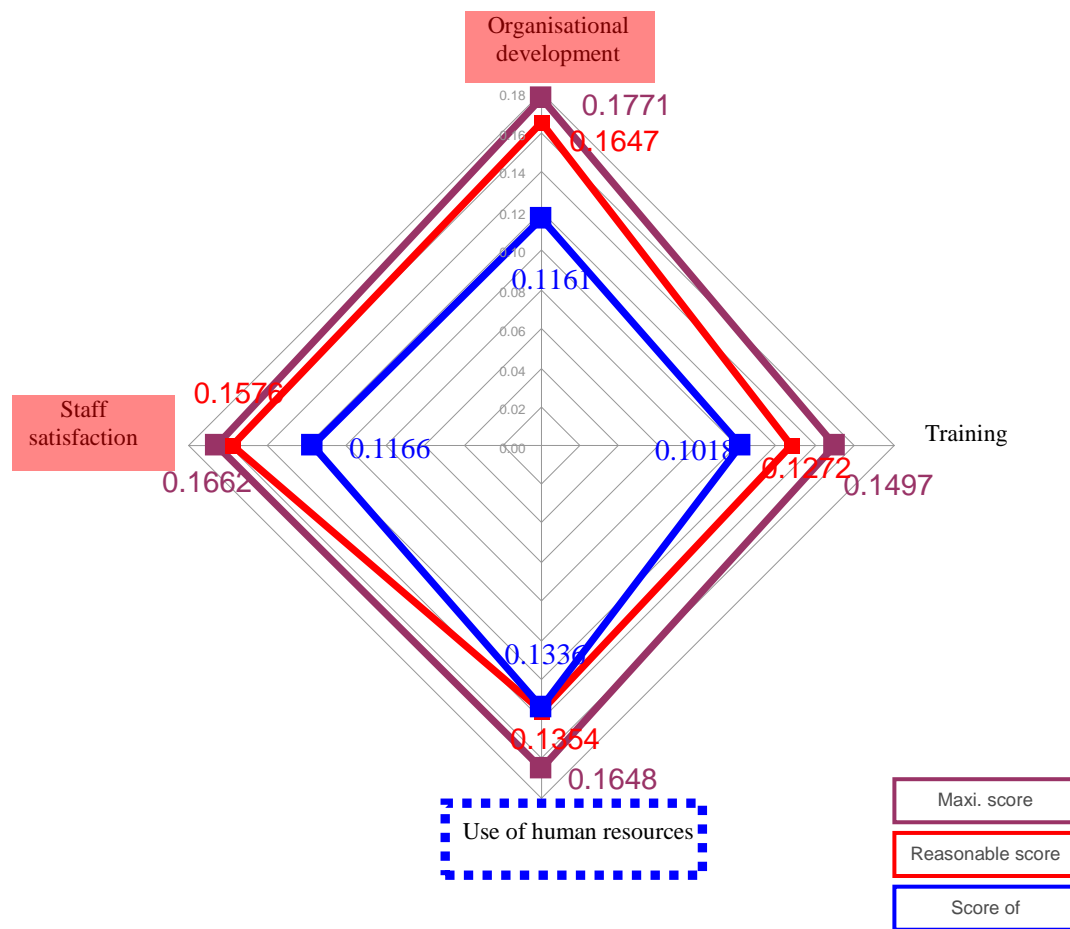 Organisational
development
0.18
0.1771
0.16
0.1647
0.14
0.12
0.10
0.1161
0.08
0.06
0.04
0.02
0.00
0.1576
Staff
satisfaction
0.1166
0.1662
0.1018
0.1272
0.1497
Training
0.1336
0.1354
0.1648
Use of human resources
Maxi. score
Reasonable score
Score of